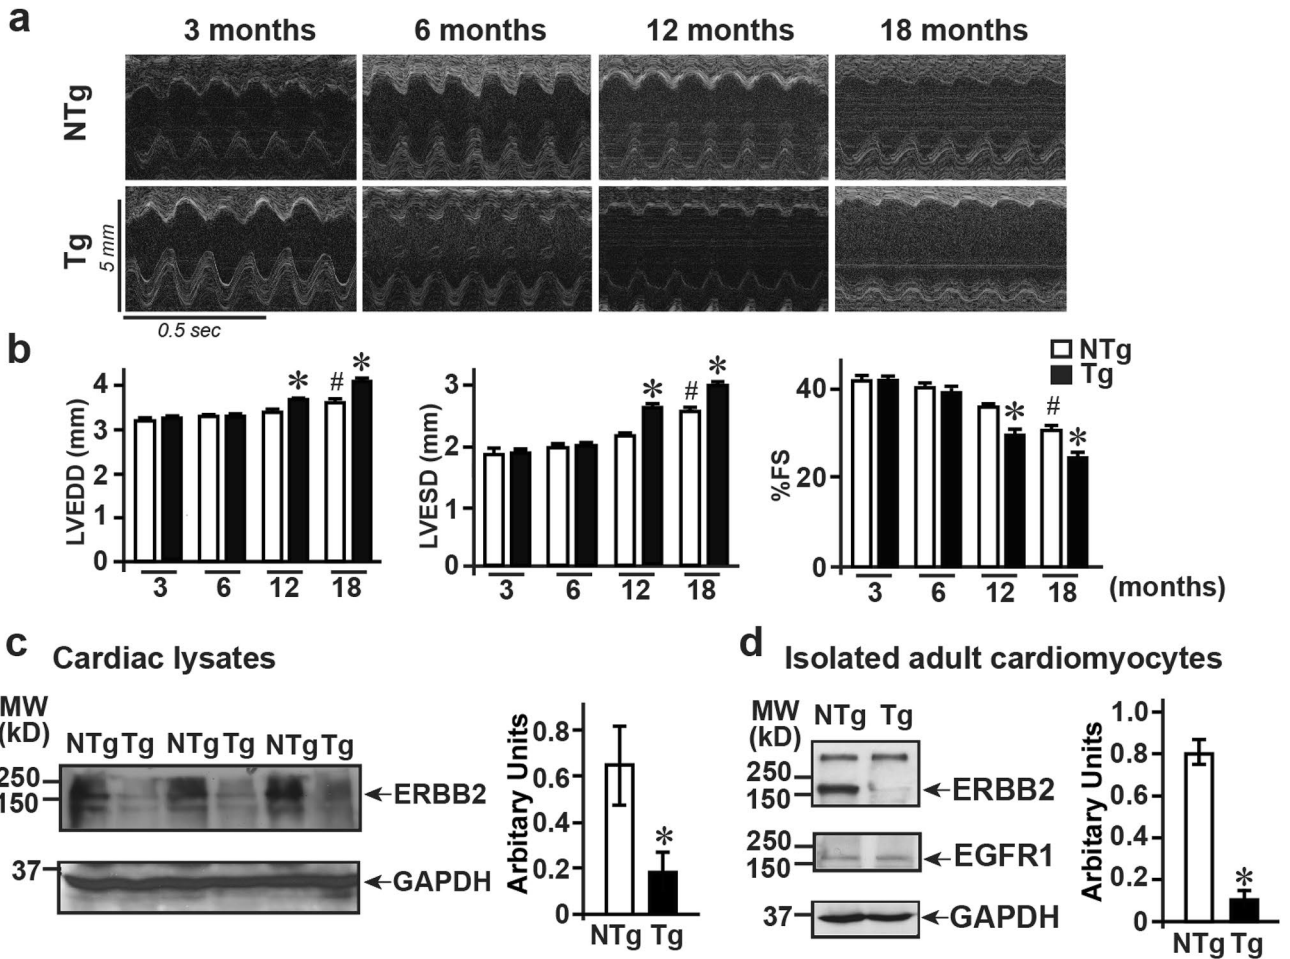 a
3 months 6 months 12 months 18 months
NTg
Tg
5 mm
0.5 sec
b
NTg
Tg
LVEDD (mm)
4
3
2
1
0
* # *
3 6 12 18
LVESD (mm)
3
2
1
0
* # *
3 6 12 18
%FS
40
20
0
* # *
3 6 12 18 (months)
c Cardiac lysates
MW
(kD)
NTg Tg NTg Tg NTg Tg
250
150
ERBB2
37
GAPDH
Arbitary Units
0.8
0.6
0.4
0.2
0
*
NTg Tg
d Isolated adult cardiomyocytes
MW
(kD)
NTg Tg
250
150
ERBB2
250
150
EGFR1
37
GAPDH
Arbitary Units
1.0
0.8
0.6
0.4
0.2
0
*
NTg Tg